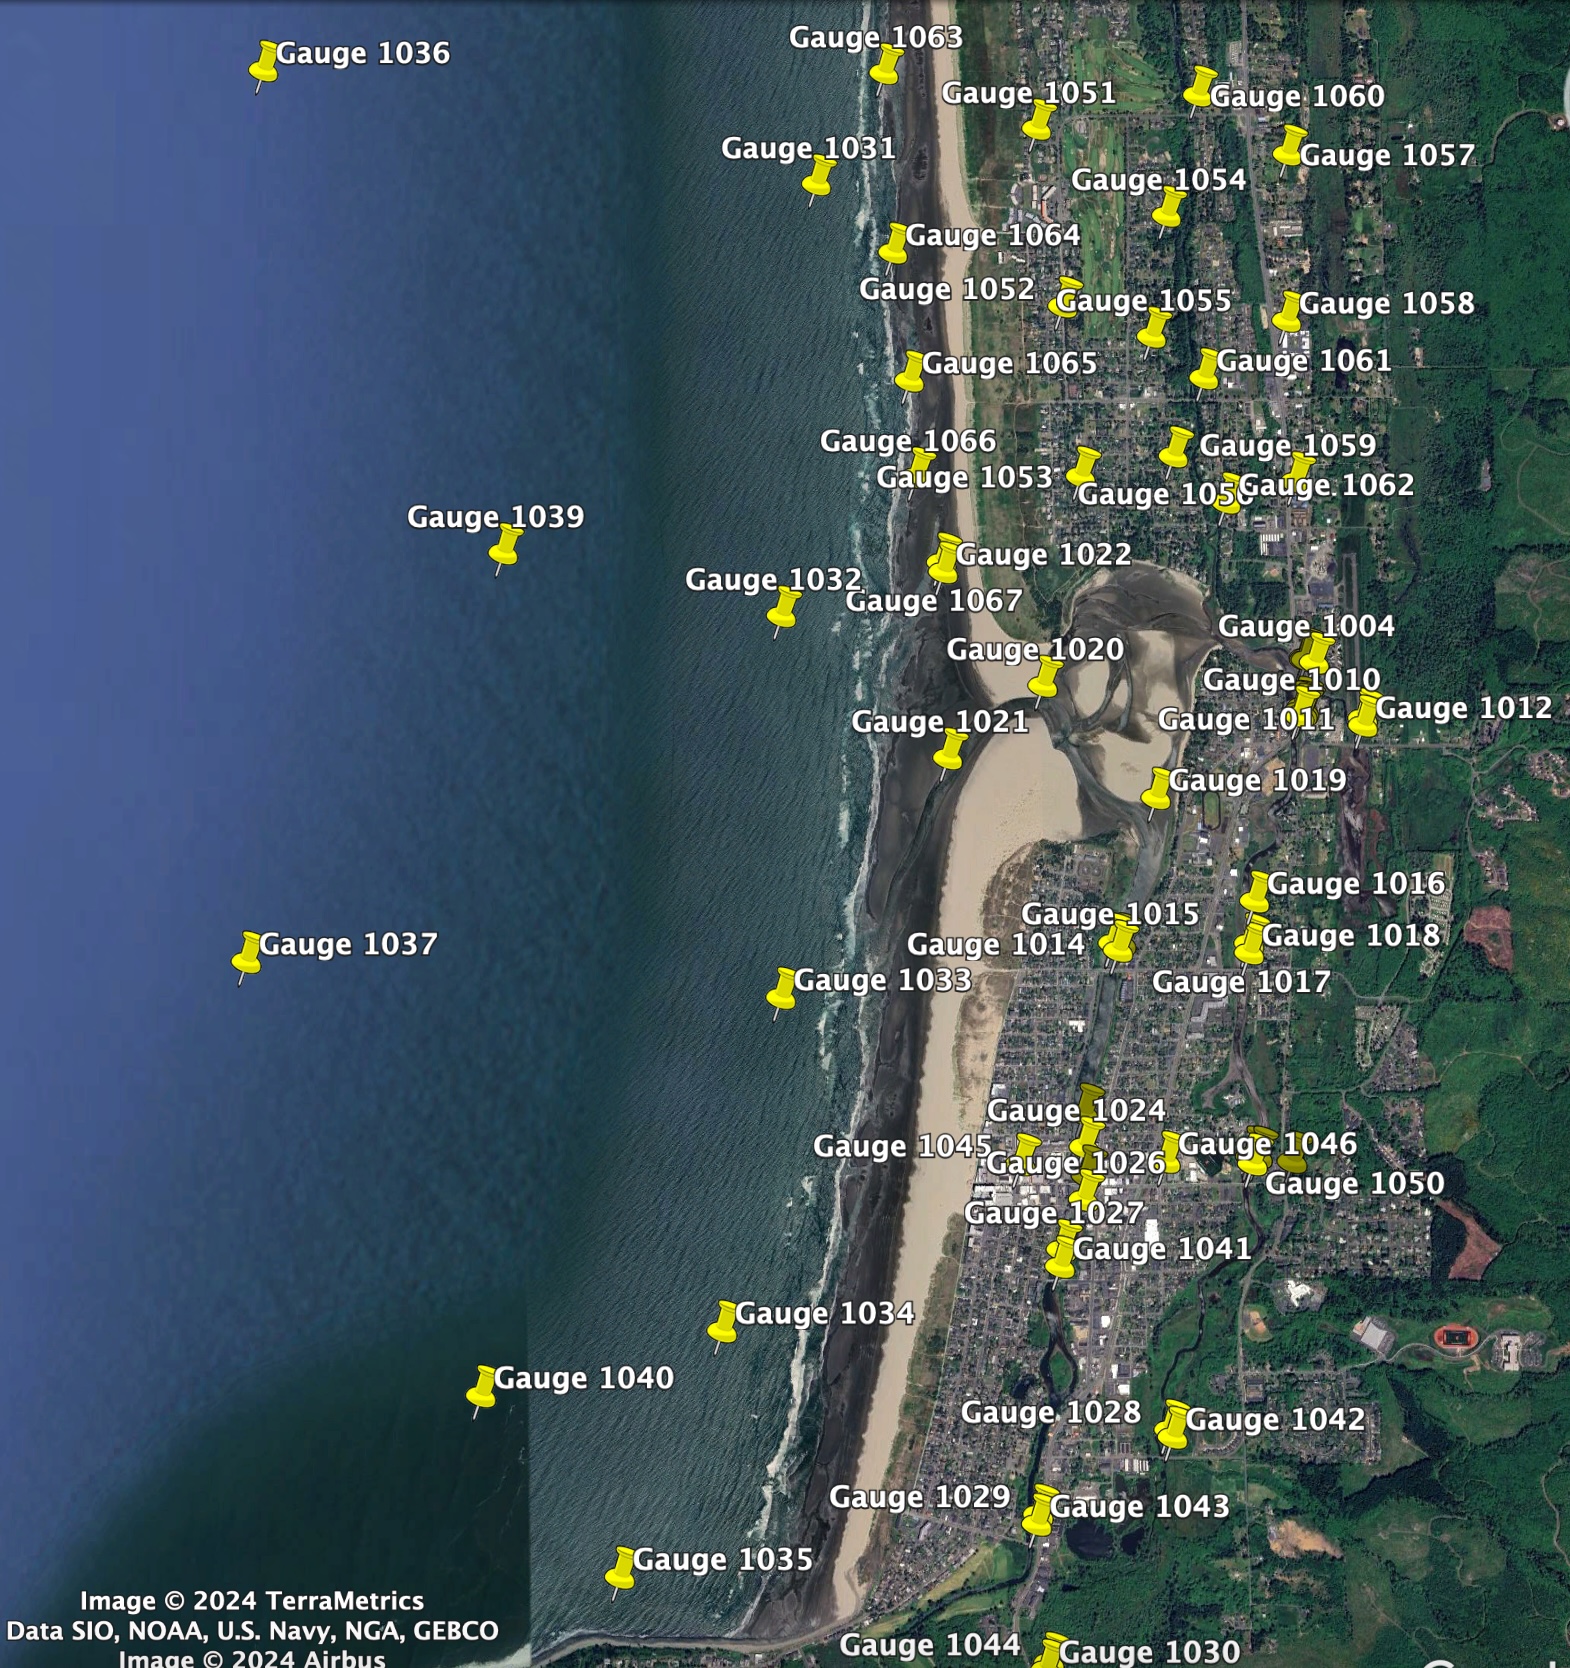 Gauge 1063
Gauge 1036
Gauge 1051
Gauge 1060
Gauge 1031
Gauge 1057
Gauge 1054
Gauge 1064
Gauge 1052
Gauge 1055
Gauge 1058
Gauge 1065
Gauge 1061
Gauge 1066
Gauge 1059
Gauge 1053
Gauge 1056
Gauge 1062
Gauge 1039
Gauge 1022
Gauge 1032
Gauge 1067
Gauge 1004
Gauge 1020
Gauge 1010
Gauge 1012
Gauge 1021
Gauge 1011
Gauge 1019
Gauge 1016
Gauge 1015
Gauge 1018
Gauge 1037
Gauge 1014
Gauge 1033
Gauge 1017
Gauge 1024
Gauge 1045
Gauge 1046
Gauge 1026
Gauge 1050
Gauge 1027
Gauge 1041
Gauge 1034
Gauge 1040
Gauge 1028
Gauge 1042
Gauge 1029
Gauge 1043
Gauge 1035
Image © 2024 TerraMetrics
Data SIO, NOAA, U.S. Navy, NGA, GEBCO
Image © 2024 Airbus
Gauge 1044
Gauge 1030